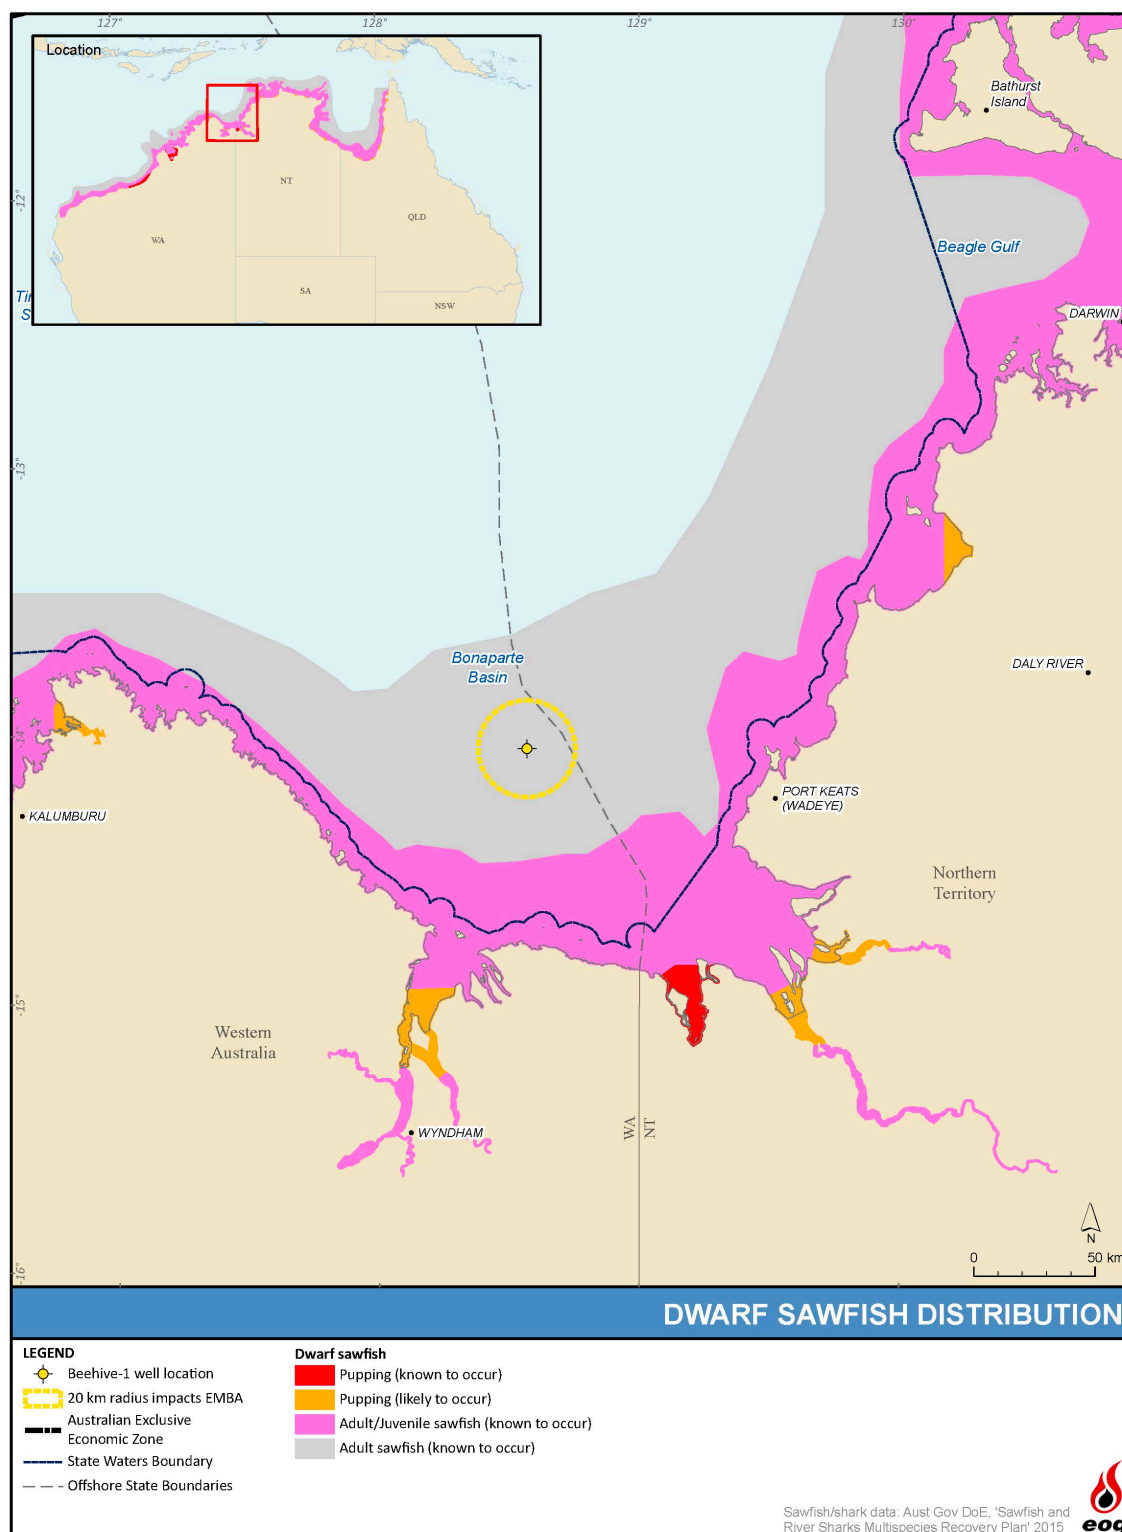 127°
128°
129°
130°
Location
NT
QLD
WA
SA
NSW
-12°
Bathurst
Island
Beagle Gulf
DARWIN
-13°
Bonaparte
Basin
DALY RIVER
-14°
PORT KEATS
(WADEYE)
KALUMBURU
Northern
Territory
-15°
Western
Australia
WA
NT
WYNDHAM
N
0 50 km
-16°
DWARF SAWFISH DISTRIBUTION
LEGEND
Beehive-1 well location
20 km radius impacts EMBA
Australian Exclusive
Economic Zone
State Waters Boundary
Offshore State Boundaries
Dwarf sawfish
Pupping (known to occur)
Pupping (likely to occur)
Adult/Juvenile sawfish (known to occur)
Adult sawfish (known to occur)
Sawfish/shark data: Aust Gov DoE, 'Sawfish and
River Sharks Multispecies Recovery Plan' 2015